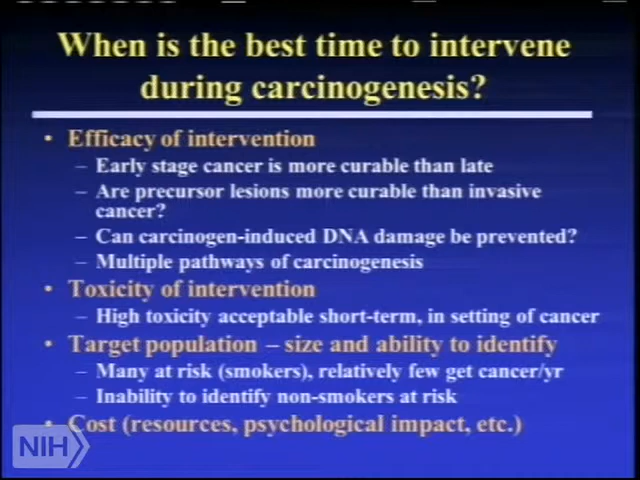 When is the best time to intervene
during carcinogenesis?
• Efficacy of intervention
– Early stage cancer is more curable than late
– Are precursor lesions more curable than invasive
cancer?
– Can carcinogen-induced DNA damage be prevented?
– Multiple pathways of carcinogenesis
• Toxicity of intervention
– High toxicity acceptable short-term, in setting of cancer
• Target population – size and ability to identify
– Many at risk (smokers), relatively few get cancer/yr
– Inability to identify non-smokers at risk
• Cost (resources, psychological impact, etc.)
NIH